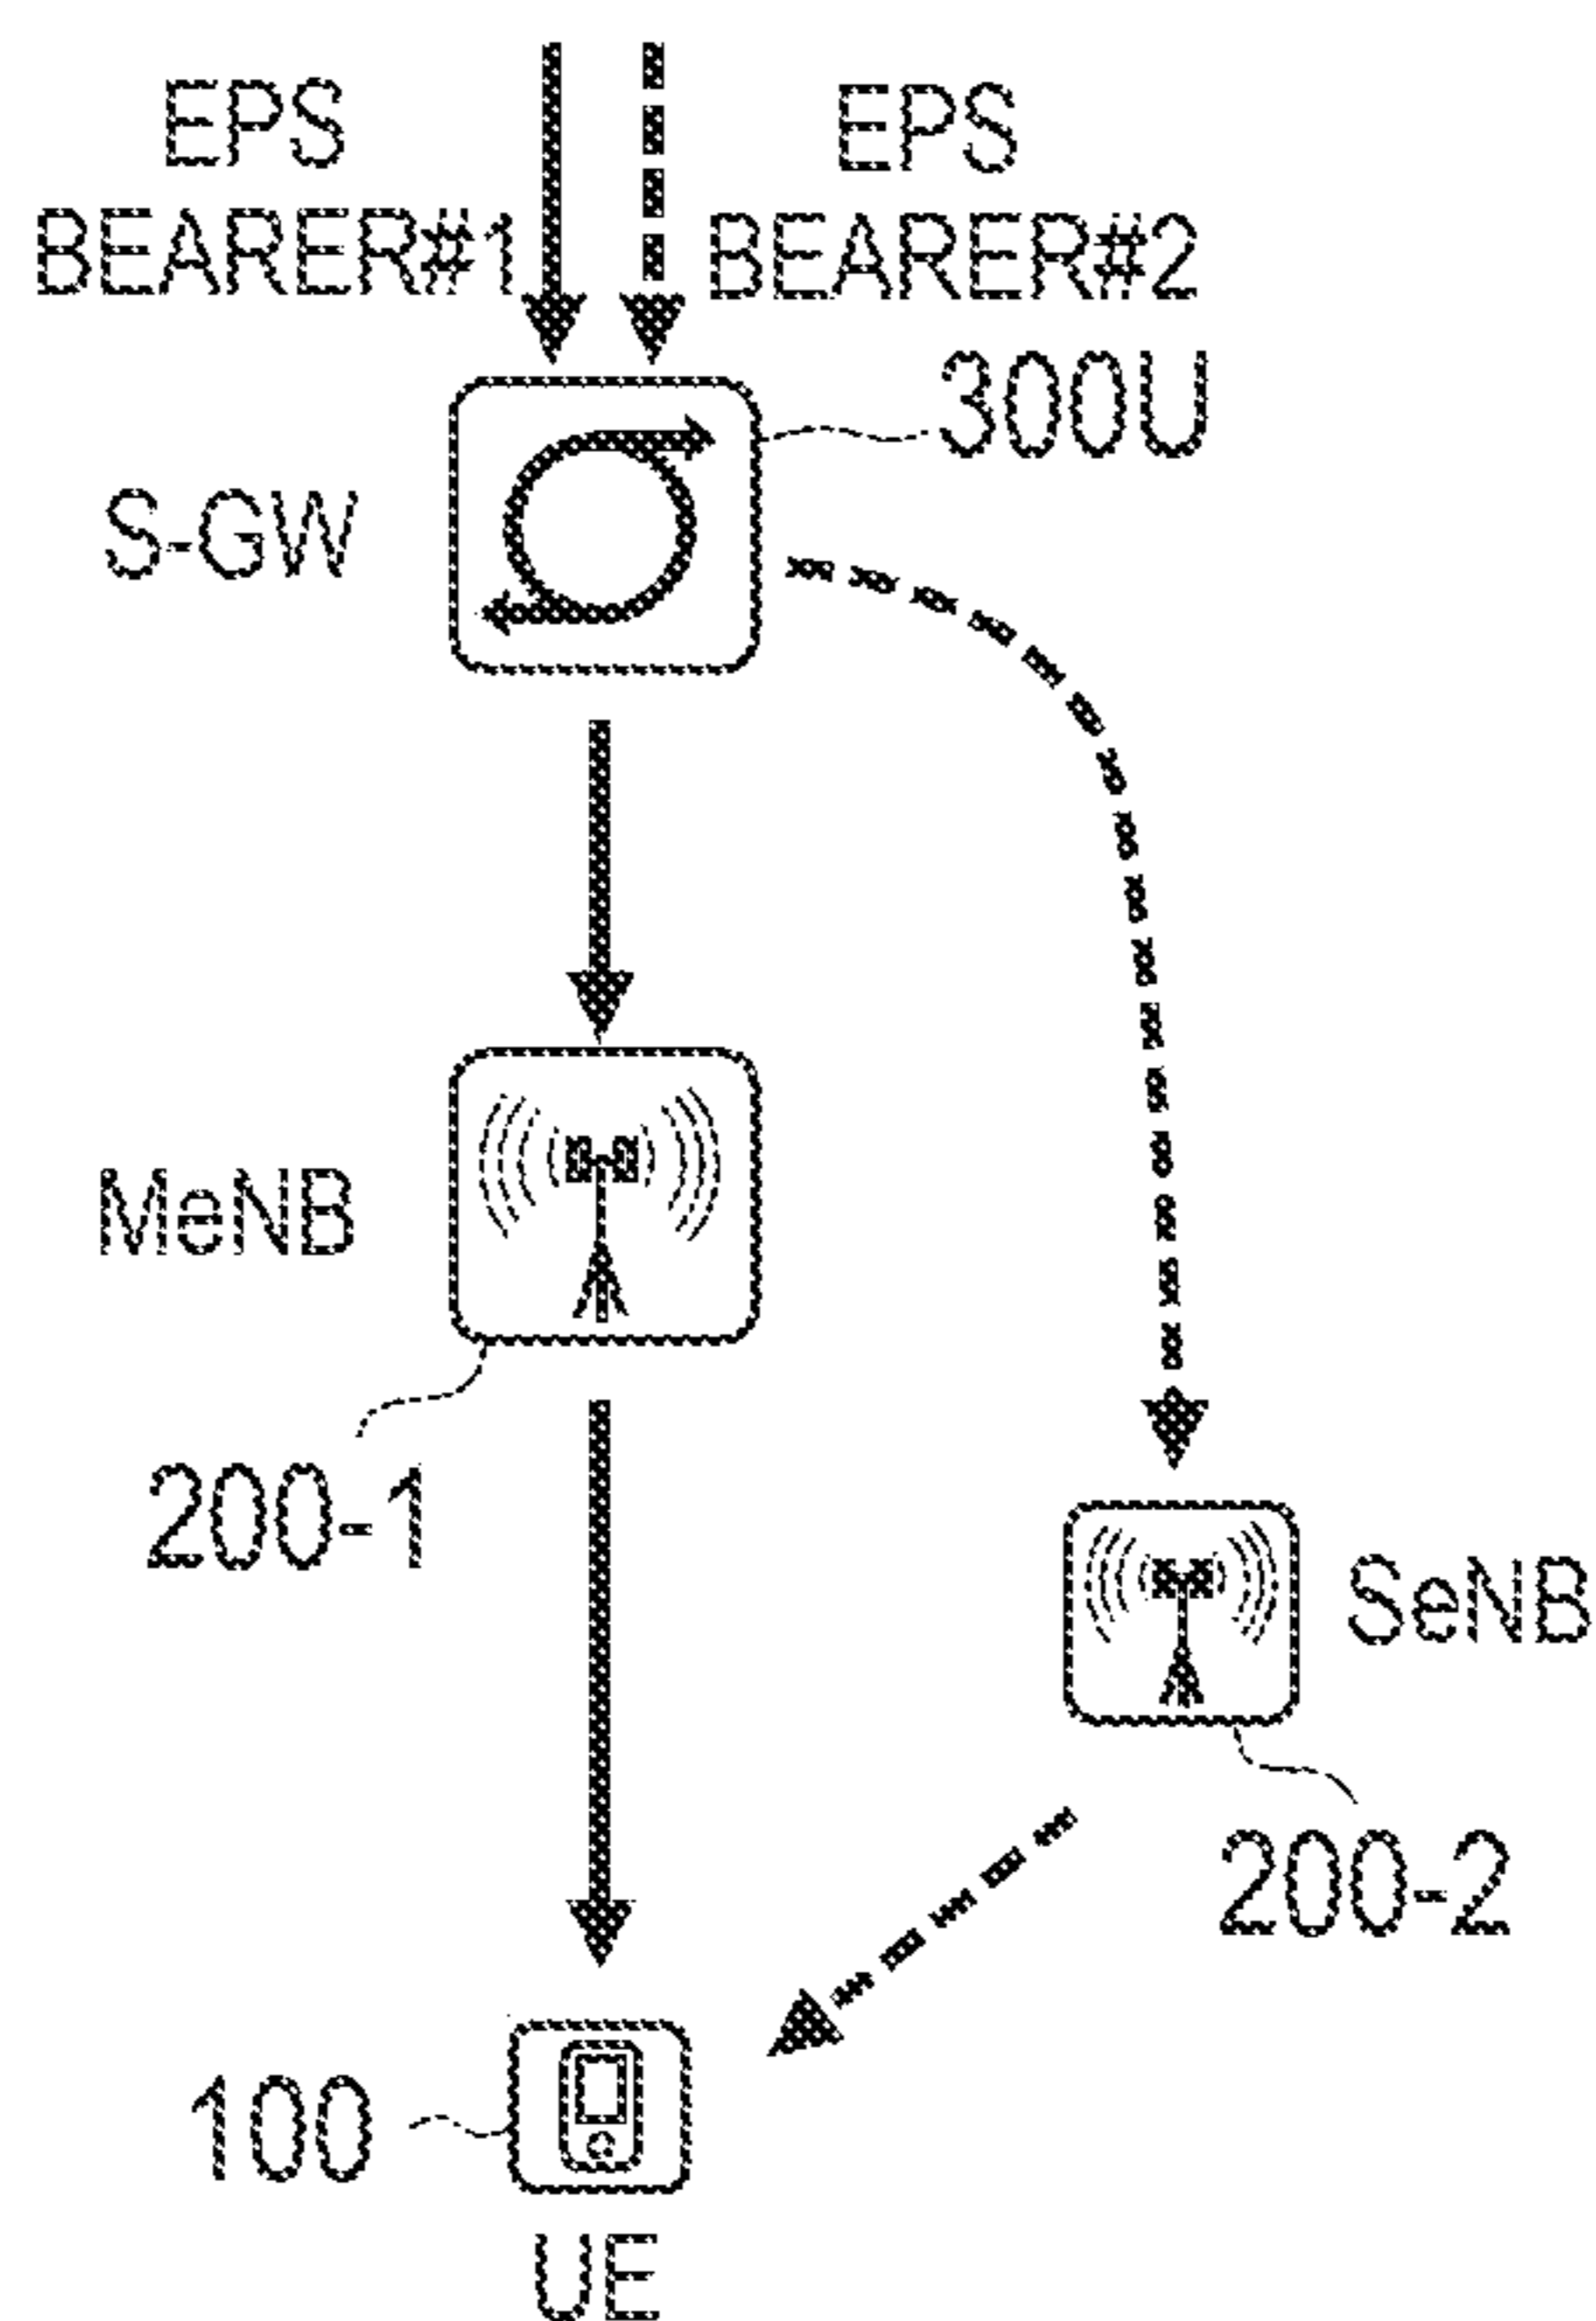 EPS
BEARER#1
EPS
BEARER#2
300U
S-GW
MeNB
200-1
SeNB
200-2
100
UE